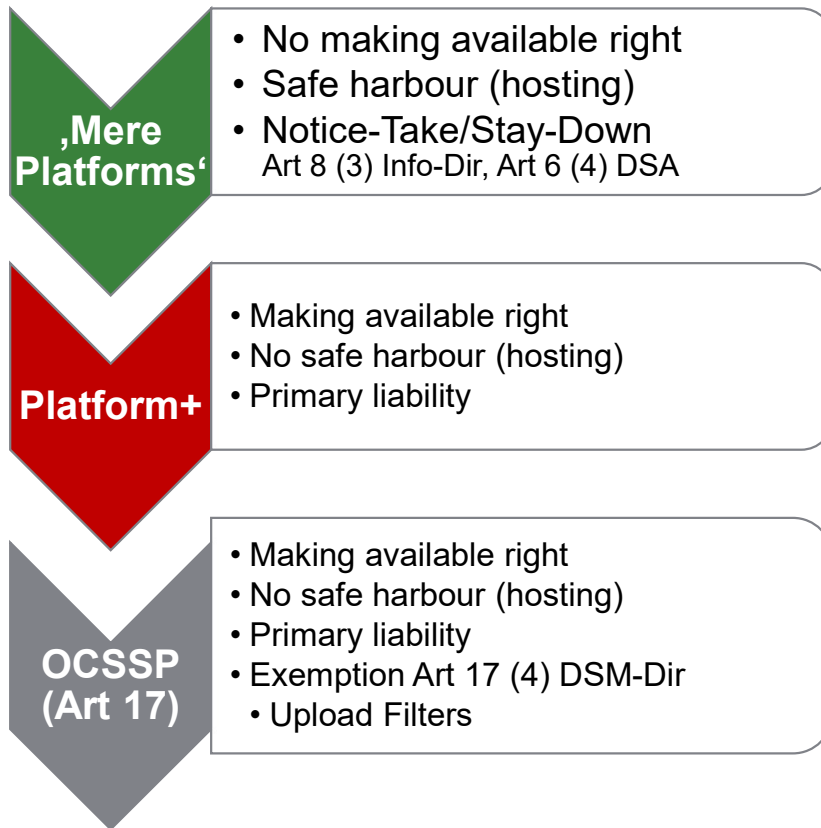 ‚Mere
Platforms‘
• No making available right
• Safe harbour (hosting)
• Notice-Take/Stay-Down
Art 8 (3) Info-Dir, Art 6 (4) DSA
Platform+
• Making available right
• No safe harbour (hosting)
• Primary liability
OCSSP
(Art 17)
• Making available right
• No safe harbour (hosting)
• Primary liability
• Exemption Art 17 (4) DSM-Dir
• Upload Filters